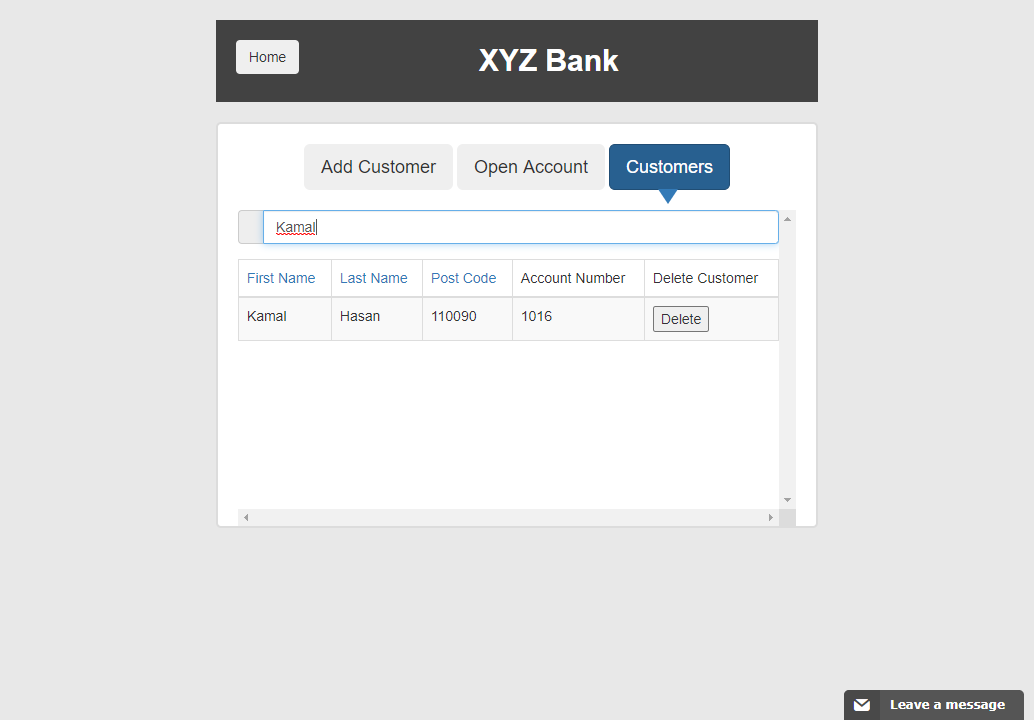 Home
XYZ Bank
Add Customer Open Account Customers
Kamal
First Name Last Name Post Code Account Number Delete Customer
Kamal Hasan 110090 1016 Delete
Leave a message